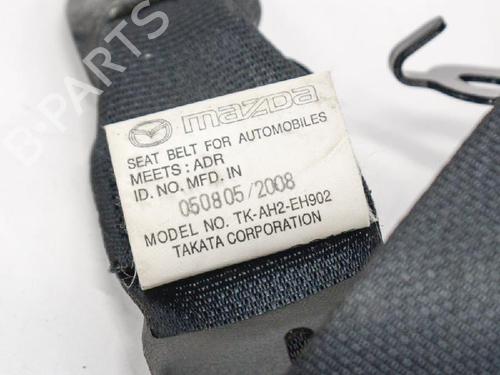 mazda
SEAT BELT FOR AUTOMOBILES
MEETS : ADR
ID. NO. MFD. IN
050805/2008
MODEL NO. TK-AH2-EH902
TAKATA CORPORATION